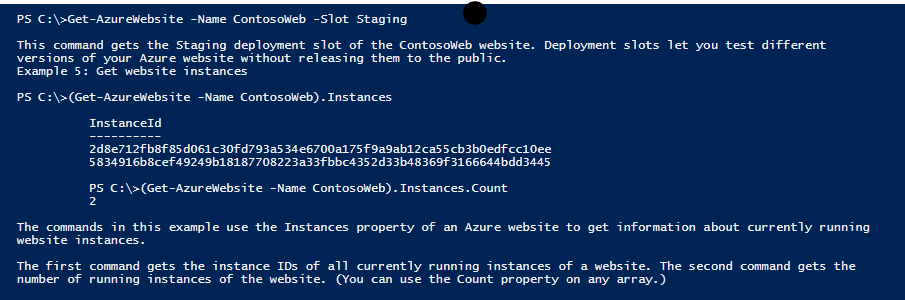 PS C:\>Get-AzureWebsite -Name ContosoWeb -Slot Staging
This command gets the Staging deployment slot of the ContosoWeb website. Deployment slots let you test different
versions of your Azure website without releasing them to the public.
Example 5: Get website instances
PS C:\>(Get-AzureWebsite -Name ContosoWeb).Instances
InstanceId
----------
2d8e712fb8f85d061c30fd793a534e6700a175f9a9ab12ca55cb3b0edfcc10ee
5834916b8cef49249b18187708223a33fbbc4352d33b48369f3166644bdd3445
PS C:\>(Get-AzureWebsite -Name ContosoWeb).Instances.Count
2
The commands in this example use the Instances property of an Azure website to get information about currently running
website instances.
The first command gets the instance IDs of all currently running instances of a website. The second command gets the
number of running instances of the website. (You can use the Count property on any array.)